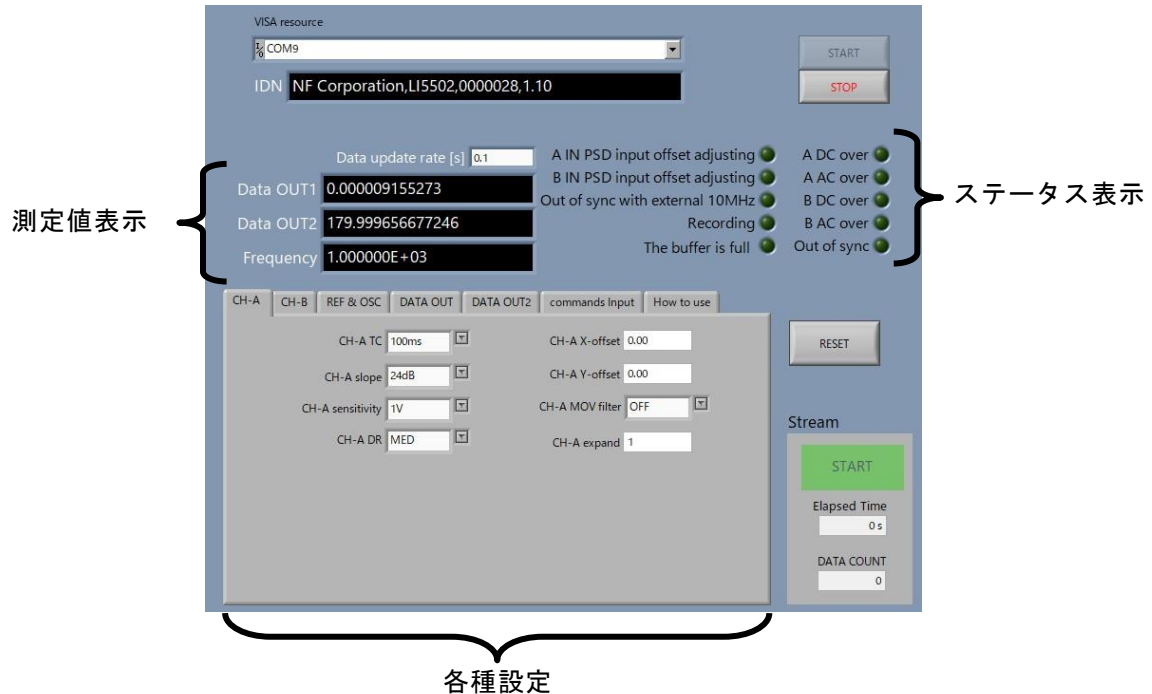 VISA resource
COM9
START
IDN NF Corporation,LI5502,0000028,1.10
STOP
測定値表示
Data update rate [s] 0.1
Data OUT1 0.000009155273
Data OUT2 179.999656677246
Frequency 1.000000E+03
A IN PSD input offset adjusting
B IN PSD input offset adjusting
Out of sync with external 10MHz
Recording
The buffer is full
A DC over
A AC over
B DC over
B AC over
Out of sync
ステータス表示
CH-A CH-B REF & OSC DATA OUT DATA OUT2 commands Input How to use
CH-A TC 100ms
CH-A slope 24dB
CH-A sensitivity 1V
CH-A DR MED
CH-A X-offset 0.00
CH-A Y-offset 0.00
CH-A MOV filter OFF
CH-A expand 1
RESET
Stream
START
Elapsed Time
0 s
DATA COUNT
0
各種設定